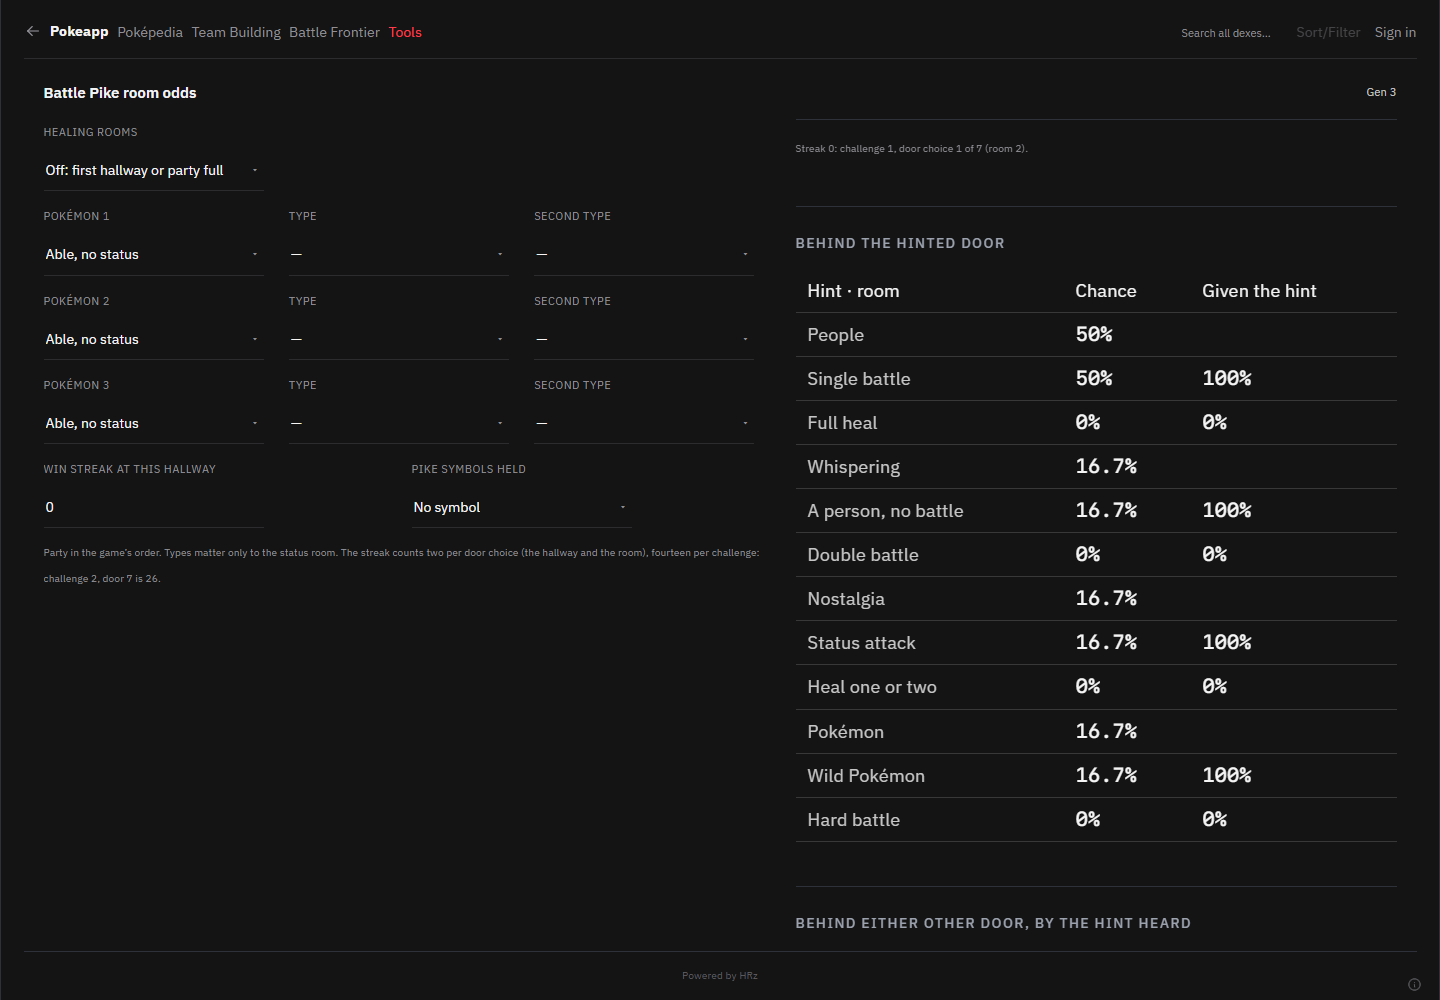 ← Pokeapp Poképedia Team Building Battle Frontier Tools Search all dexes... Sort/Filter Sign in
Battle Pike room odds
HEALING ROOMS
Off: first hallway or party full
POKÉMON 1 TYPE SECOND TYPE
Able, no status — —
POKÉMON 2 TYPE SECOND TYPE
Able, no status — —
POKÉMON 3 TYPE SECOND TYPE
Able, no status — —
WIN STREAK AT THIS HALLWAY PIKE SYMBOLS HELD
0 No symbol
Party in the game's order. Types matter only to the status room. The streak counts two per door choice (the hallway and the room), fourteen per challenge:
challenge 2, door 7 is 26.
Gen 3
Streak 0: challenge 1, door choice 1 of 7 (room 2).
BEHIND THE HINTED DOOR
Hint · room Chance Given the hint
People 50%
Single battle 50% 100%
Full heal 0% 0%
Whispering 16.7%
A person, no battle 16.7% 100%
Double battle 0% 0%
Nostalgia 16.7%
Status attack 16.7% 100%
Heal one or two 0% 0%
Pokémon 16.7%
Wild Pokémon 16.7% 100%
Hard battle 0% 0%
BEHIND EITHER OTHER DOOR, BY THE HINT HEARD
Powered by HRz